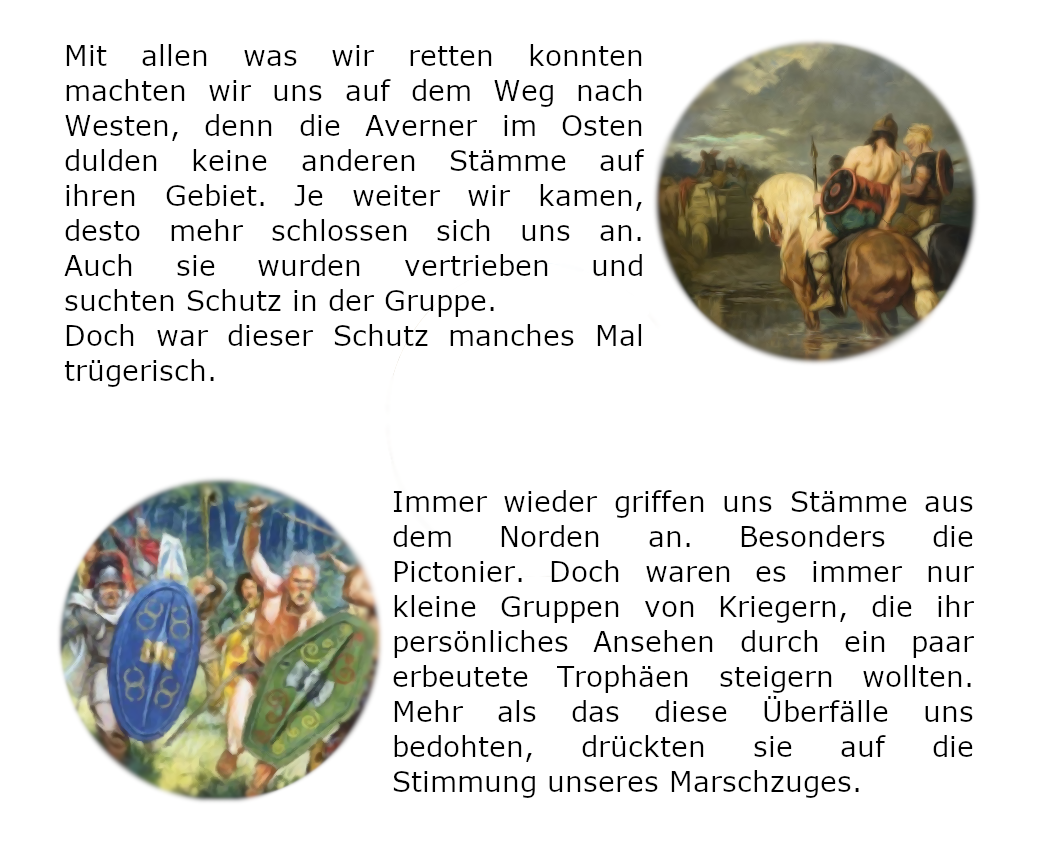 Mit allen was wir retten konnten
machten wir uns auf dem Weg nach
Westen, denn die Averner im Osten
dulden keine anderen Stämme auf
ihren Gebiet. Je weiter wir kamen,
desto mehr schlossen sich uns an.
Auch sie wurden vertrieben und
suchten Schutz in der Gruppe.
Doch war dieser Schutz manches Mal
trügerisch.
Immer wieder griffen uns Stämme aus
dem Norden an. Besonders die
Pictonier. Doch waren es immer nur
kleine Gruppen von Kriegern, die ihr
persönliches Ansehen durch ein paar
erbeutete Trophäen steigern wollten.
Mehr als das diese Überfälle uns
bedohten, drückten sie auf die
Stimmung unseres Marschzuges.